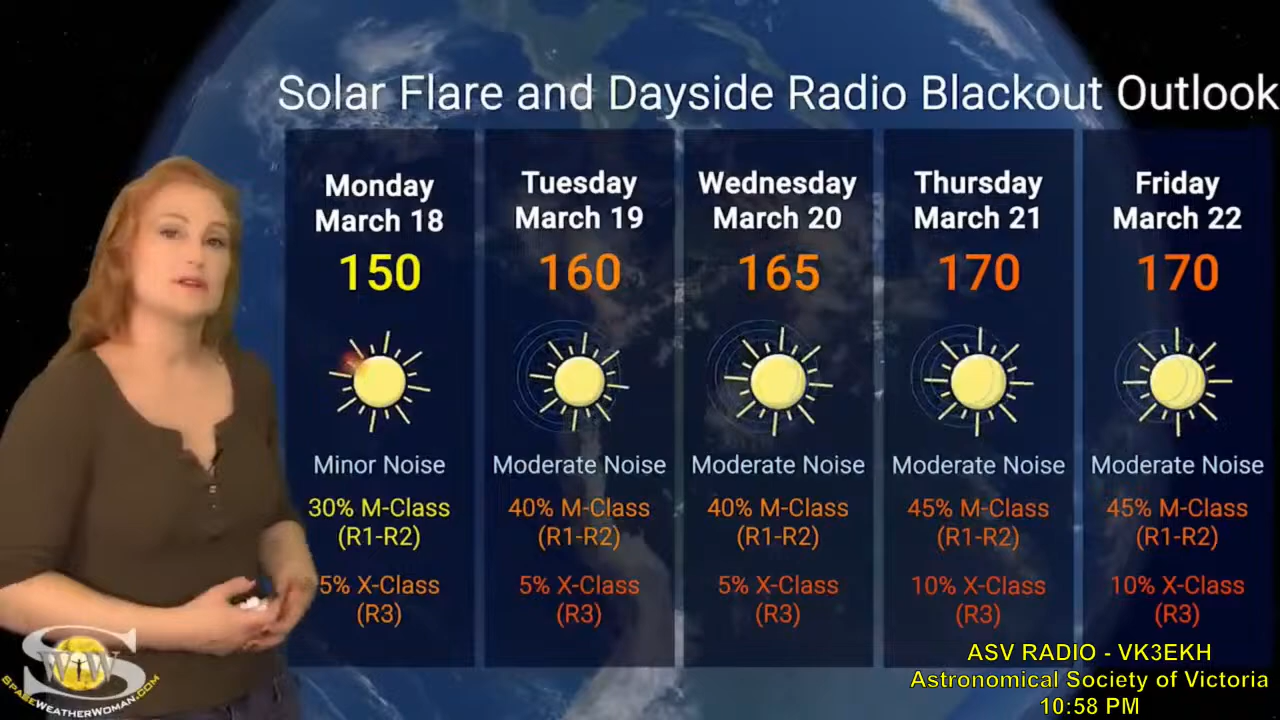 Solar Flare and Dayside Radio Blackout Outlook
Monday
March 18
150
Minor Noise
30% M-Class
(R1-R2)
5% X-Class
(R3)
Tuesday
March 19
160
Moderate Noise
40% M-Class
(R1-R2)
5% X-Class
(R3)
Wednesday
March 20
165
Moderate Noise
40% M-Class
(R1-R2)
5% X-Class
(R3)
Thursday
March 21
170
Moderate Noise
45% M-Class
(R1-R2)
10% X-Class
(R3)
Friday
March 22
170
Moderate Noise
45% M-Class
(R1-R2)
10% X-Class
(R3)
SWW
SPACEWEATHERWOMAN.COM
ASV RADIO - VK3EKH
Astronomical Society of Victoria
10:58 PM